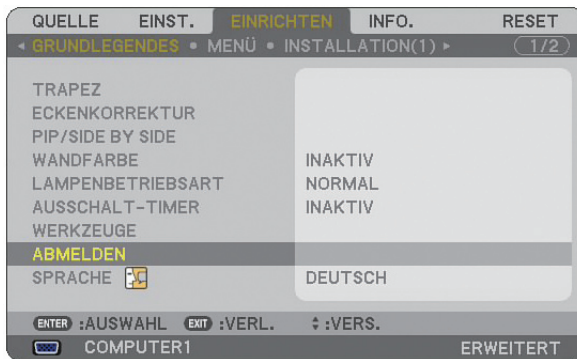 QUELLE EINST. EINRICHTEN INFO. RESET
GRUNDLEGENDES • MENÜ • INSTALLATION(1) 1/2
TRAPEZ
ECKENKORREKTUR
PIP/SIDE BY SIDE
WANDFARBE INAKTIV
LAMPENBETRIEBSART NORMAL
AUSSCHALT-TIMER INAKTIV
WERKZEUGE
ABMELDEN
SPRACHE DEUTSCH
ENTER :AUSWAHL EXIT :VERL. :VERS.
COMPUTER1 ERWEITERT